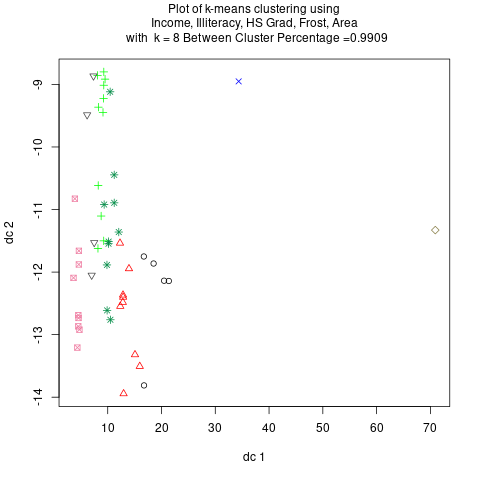 Plot of k-means clustering using
Income, Illiteracy, HS Grad, Frost, Area
with k = 8 Between Cluster Percentage =0.9909
-9
-10
-11
-12
-13
-14
dc 2
10
20
30
40
50
60
70
dc 1